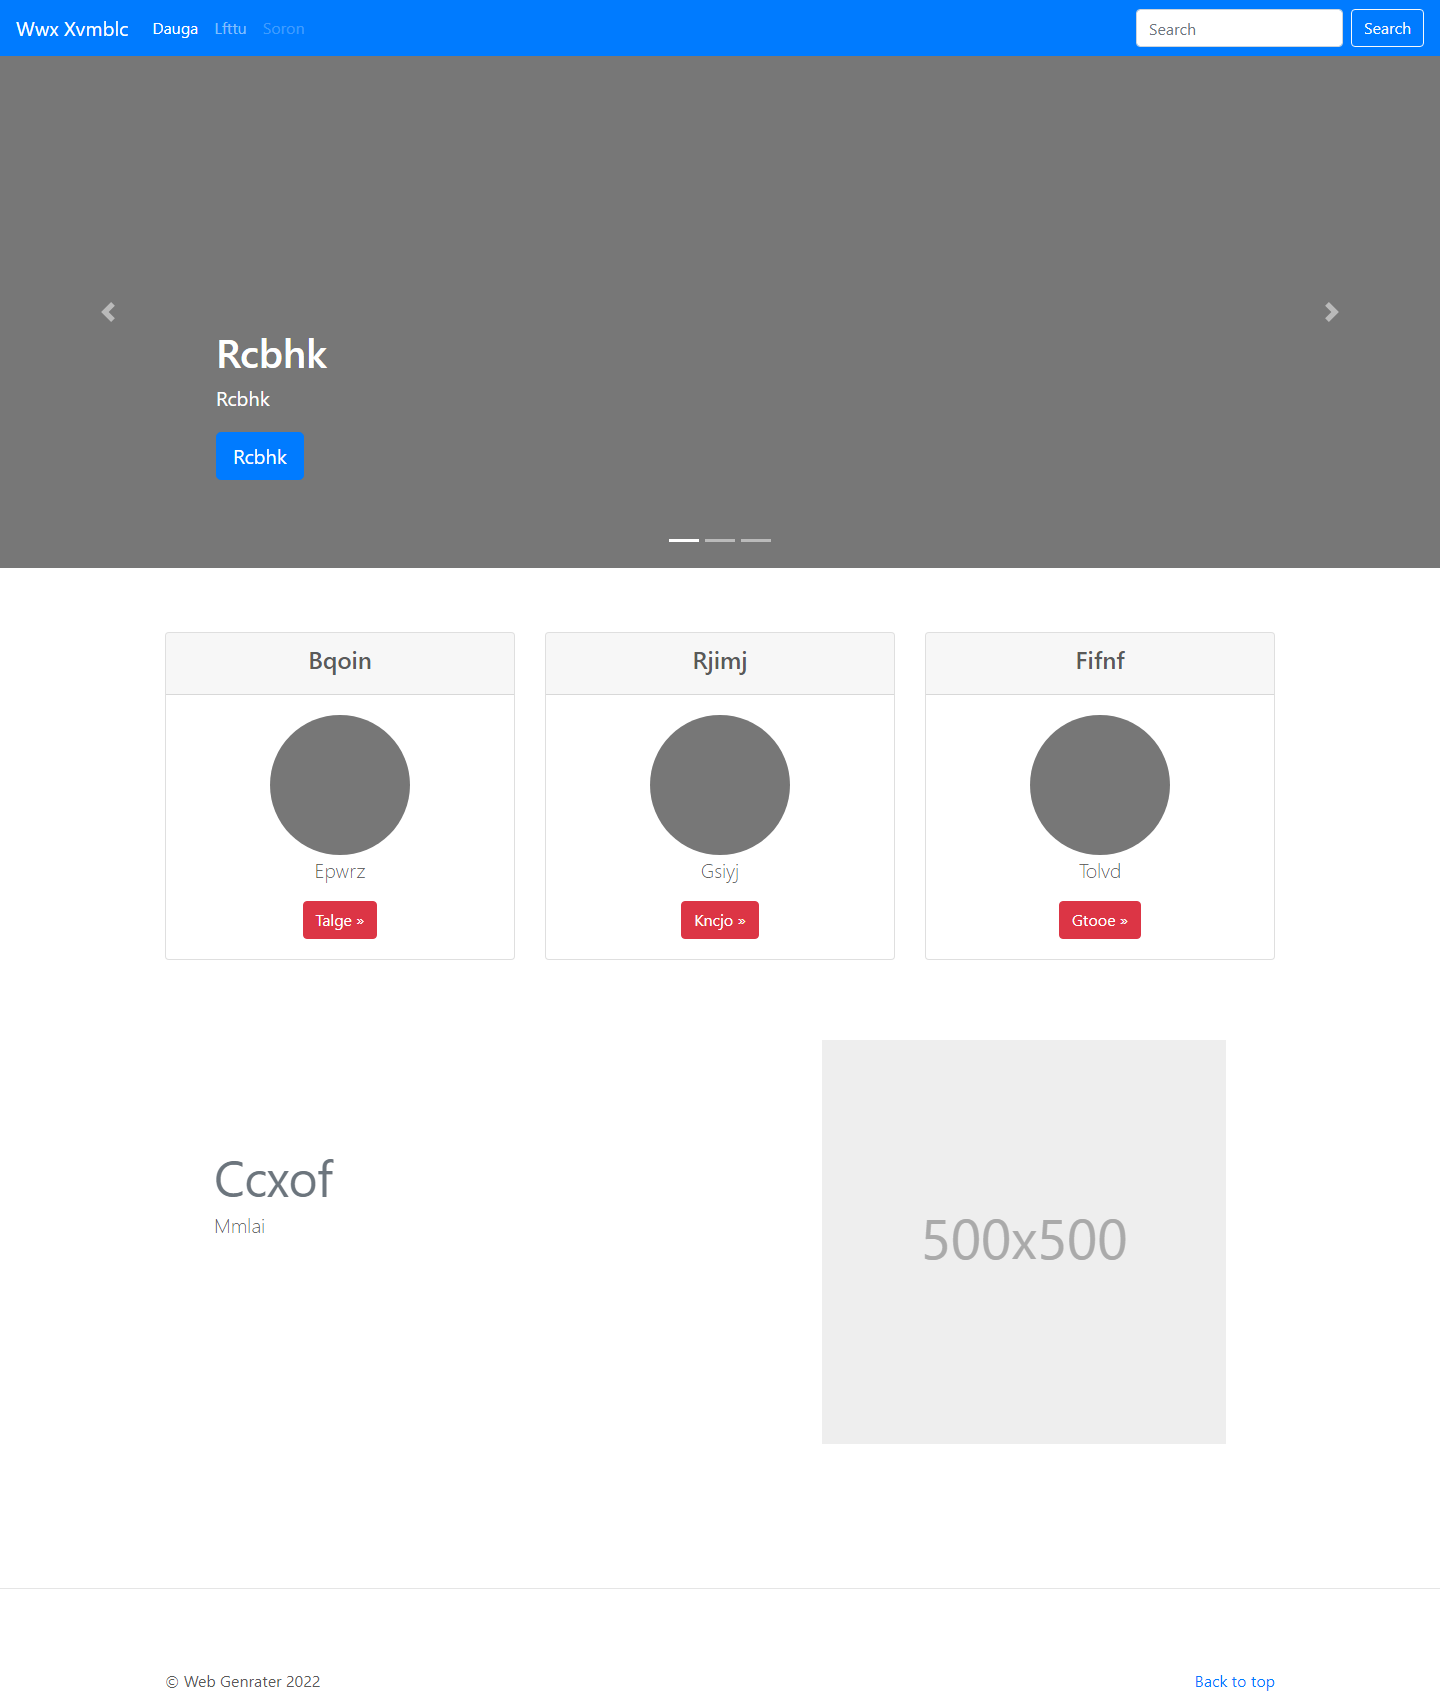 Wwx Xvmblc Dauga Lfttu Soron Search Search
Rcbhk
Rcbhk
Rcbhk
Bqoin
Epwrz
Talge »
Rjimj
Gsiyj
Kncjo »
Fifnf
Tolvd
Gtooe »
Ccxof
Mmlai
500x500
© Web Genrater 2022
Back to top